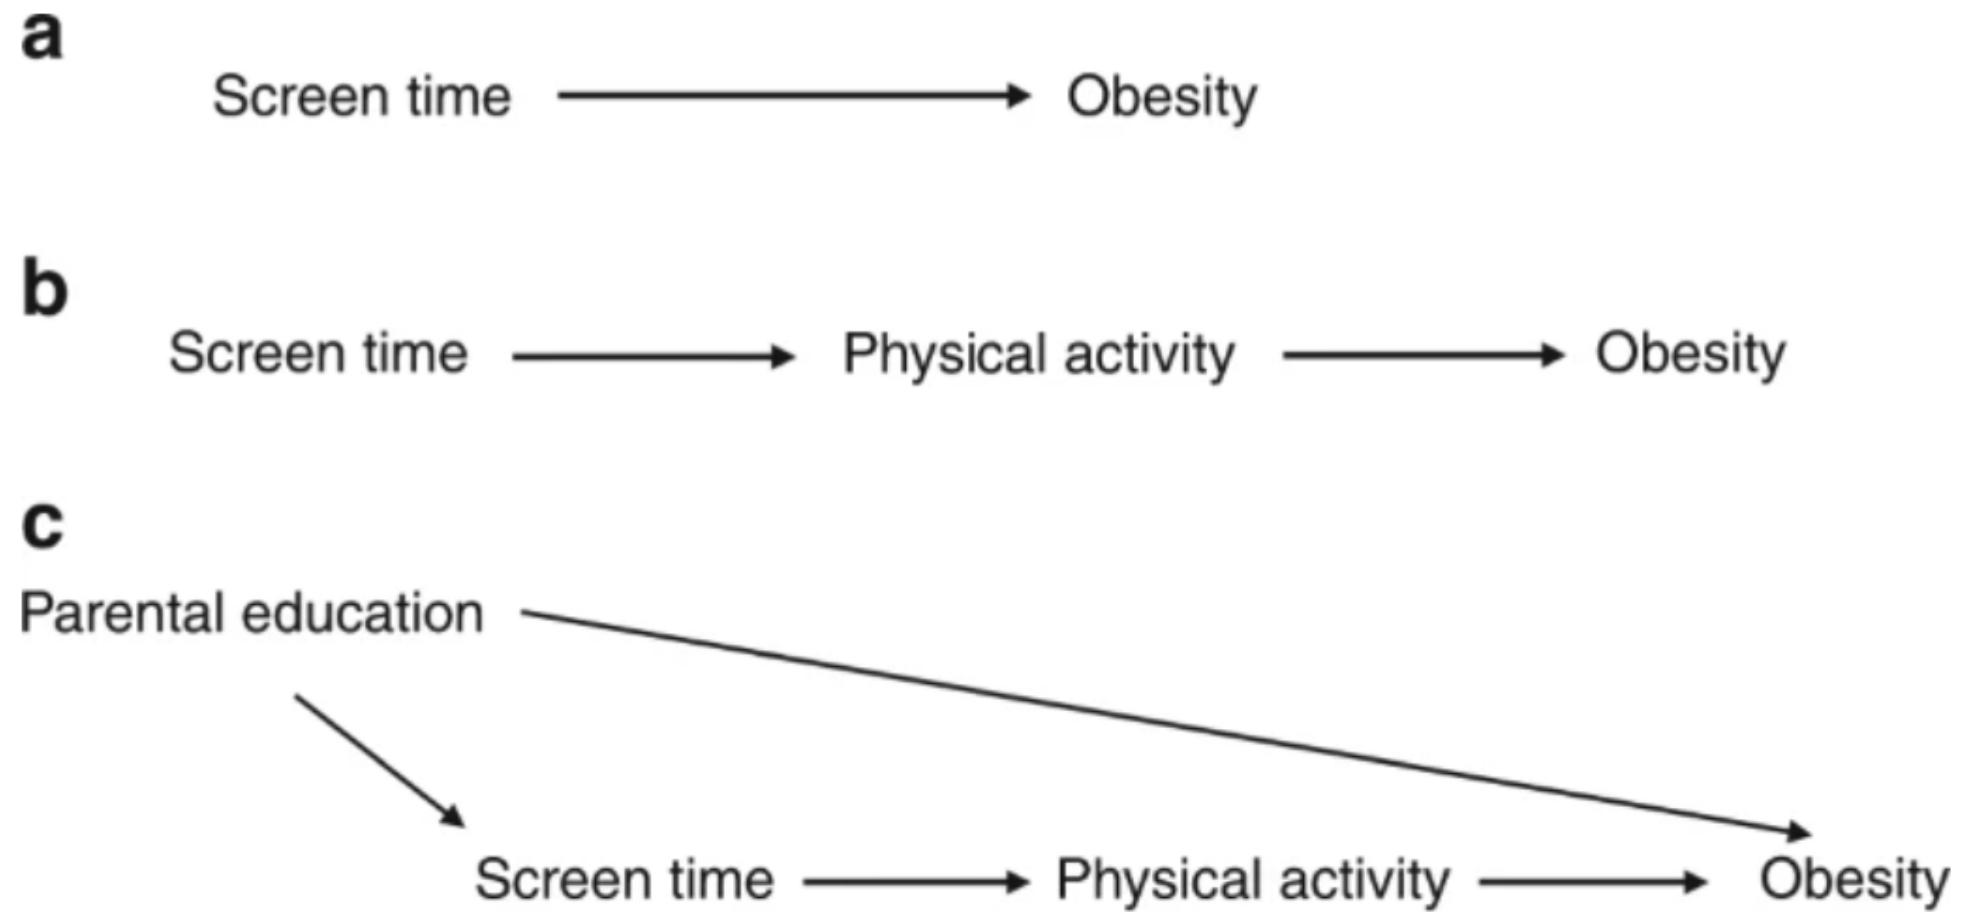 a
Screen time Obesity
b
Screen time Physical activity Obesity
c
Parental education
Screen time Physical activity Obesity